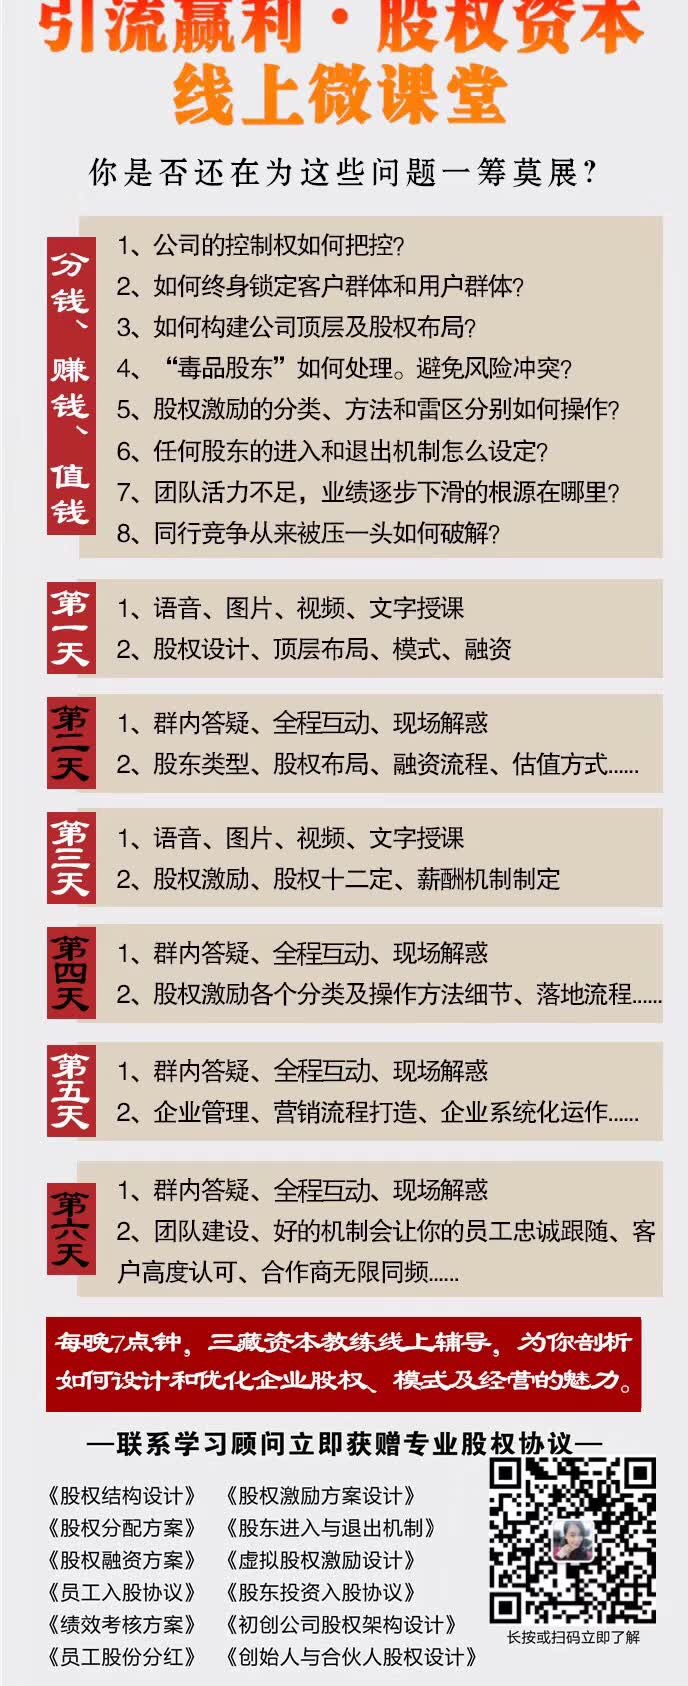 引流赢利·股权资本
线上微课堂
你是否还在为这些问题一筹莫展？
分钱、赚钱、值钱
1、公司的控制权如何把控？
2、如何终身锁定客户群体和用户群体？
3、如何构建公司顶层及股权布局？
4、“毒品股东”如何处理。避免风险冲突？
5、股权激励的分类、方法和雷区分别如何操作？
6、任何股东的进入和退出机制怎么设定？
7、团队活力不足，业绩逐步下滑的根源在哪里？
8、同行竞争从来被压一头如何破解？
第一天
1、语音、图片、视频、文字授课
2、股权设计、顶层布局、模式、融资
第二天
1、群内答疑、全程互动、现场解惑
2、股东类型、股权布局、融资流程、估值方式......
第三天
1、语音、图片、视频、文字授课
2、股权激励、股权十二定、薪酬机制制定
第四天
1、群内答疑、全程互动、现场解惑
2、股权激励各个分类及操作方法细节、落地流程......
第五天
1、群内答疑、全程互动、现场解惑
2、企业管理、营销流程打造、企业系统化运作......
第六天
1、群内答疑、全程互动、现场解惑
2、团队建设、好的机制会让你的员工忠诚跟随、客
户高度认可、合作商无限同频......
每晚7点钟，三藏资本教练线上辅导，为你剖析
如何设计和优化企业股权、模式及经营的魅力。
—联系学习顾问立即获赠专业股权协议—
《股权结构设计》 《股权激励方案设计》
《股权分配方案》 《股东进入与退出机制》
《股权融资方案》 《虚拟股权激励设计》
《员工入股协议》 《股东投资入股协议》
《绩效考核方案》 《初创公司股权架构设计》
《员工股份分红》 《创始人与合伙人股权设计》
长按或扫码立即了解